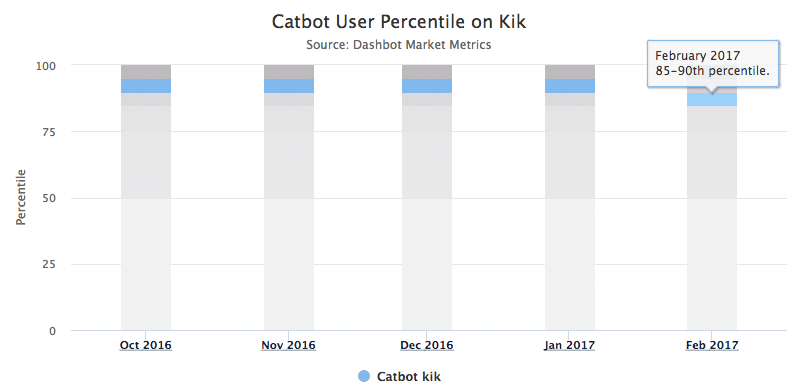 Catbot User Percentile on Kik
Source: Dashbot Market Metrics
February 2017
85–90th percentile.
100
75
50
25
0
Percentile
Oct 2016
Nov 2016
Dec 2016
Jan 2017
Feb 2017
Catbot kik